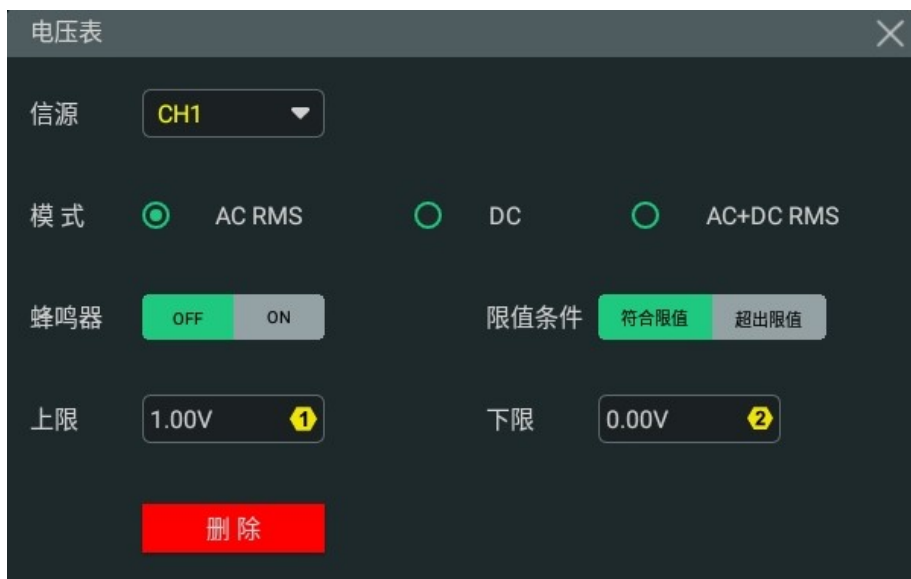 电压表
信源 CH1
模式 AC RMS DC AC+DC RMS
蜂鸣器 OFF ON 限值条件 符合限值 超出限值
上限 1.00V 1 下限 0.00V 2
删除